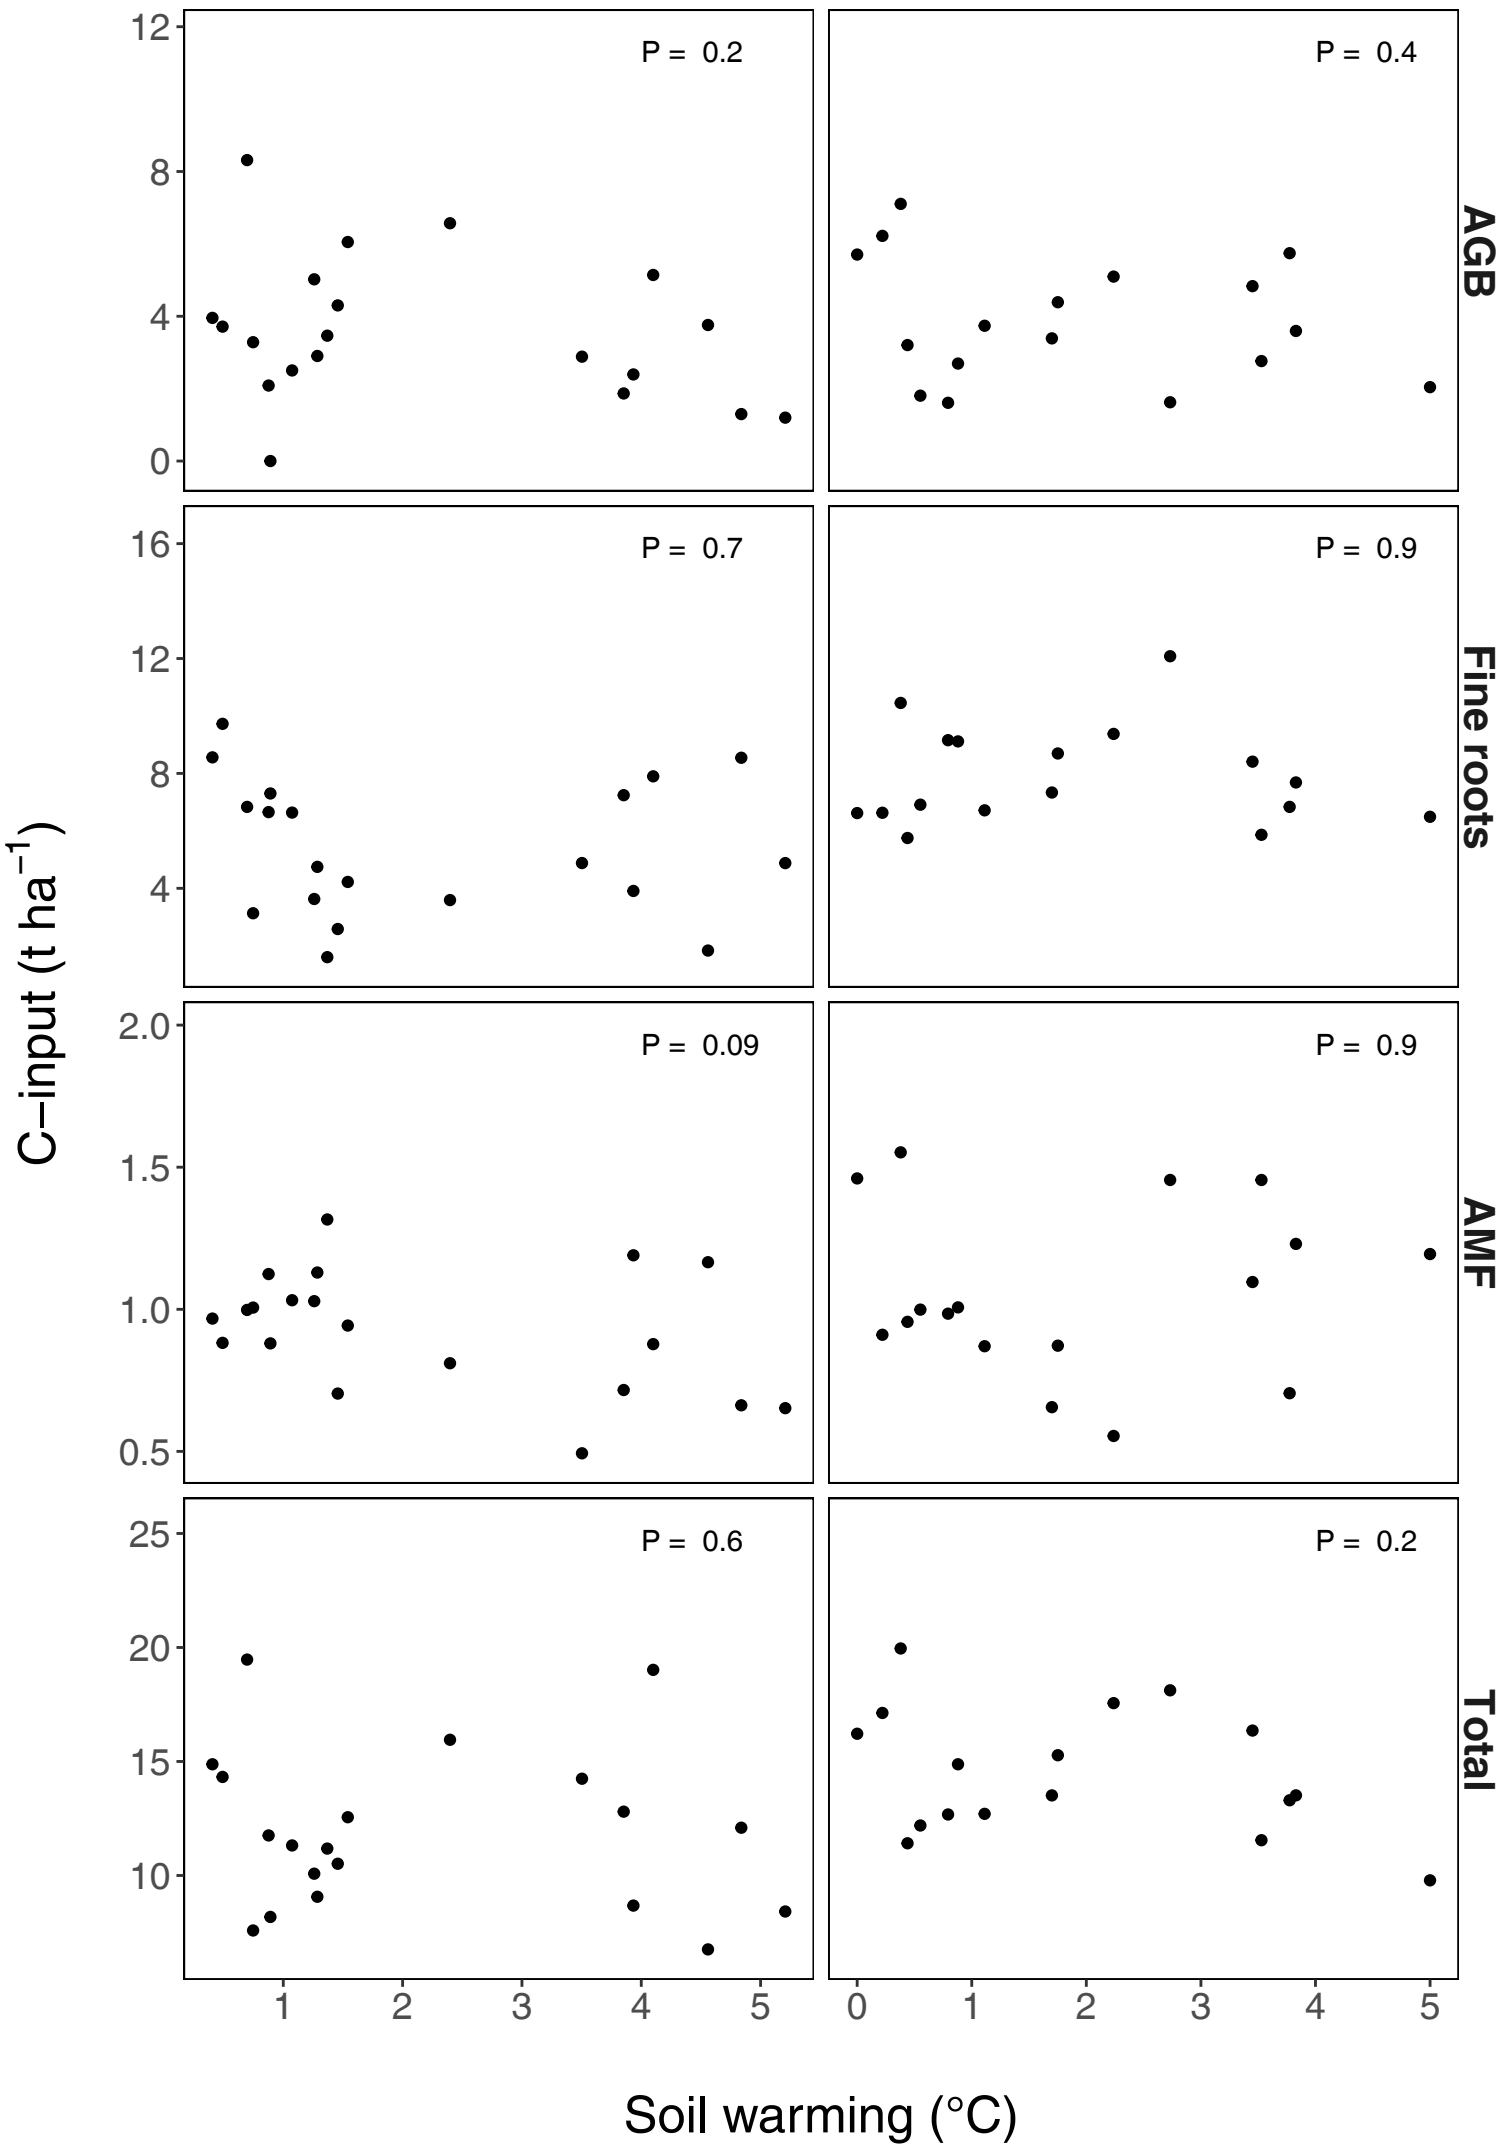 12
8
4
0
P = 0.2
P = 0.4
AGB
16
12
8
4
P = 0.7
P = 0.9
Fine roots
C−input (t ha−1)
2.0
1.5
1.0
0.5
P = 0.09
P = 0.9
AMF
25
20
15
10
P = 0.6
P = 0.2
Total
1 2 3 4 5
0 1 2 3 4 5
Soil warming (°C)